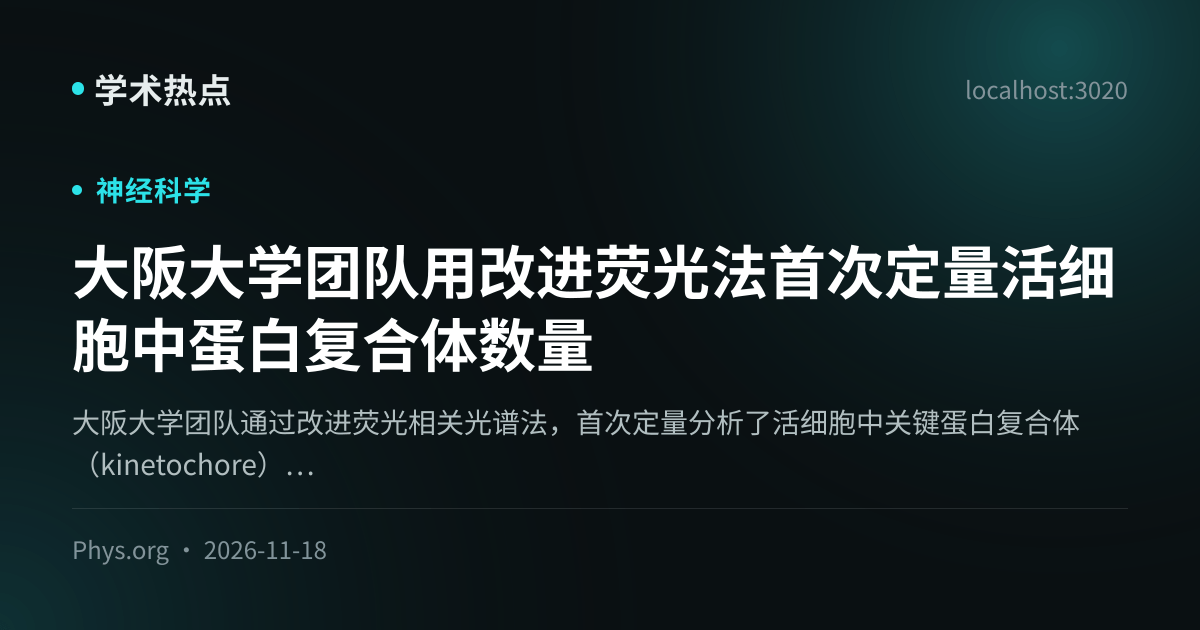 学术热点
localhost:3020
神经科学
大阪大学团队用改进荧光法首次定量活细
胞中蛋白复合体数量
大阪大学团队通过改进荧光相关光谱法，首次定量分析了活细胞中关键蛋白复合体
（kinetochore）…
Phys.org • 2026-11-18